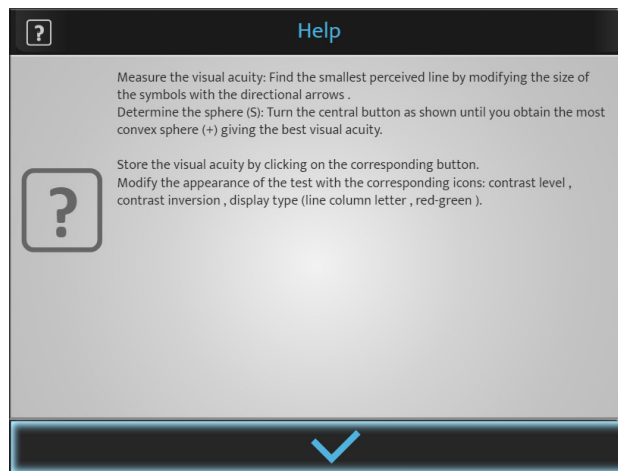 Help
Measure the visual acuity: Find the smallest perceived line by modifying the size of
the symbols with the directional arrows .
Determine the sphere (S): Turn the central button as shown until you obtain the most
convex sphere (+) giving the best visual acuity.
Store the visual acuity by clicking on the corresponding button.
Modify the appearance of the test with the corresponding icons: contrast level ,
contrast inversion , display type (line column letter , red-green ).